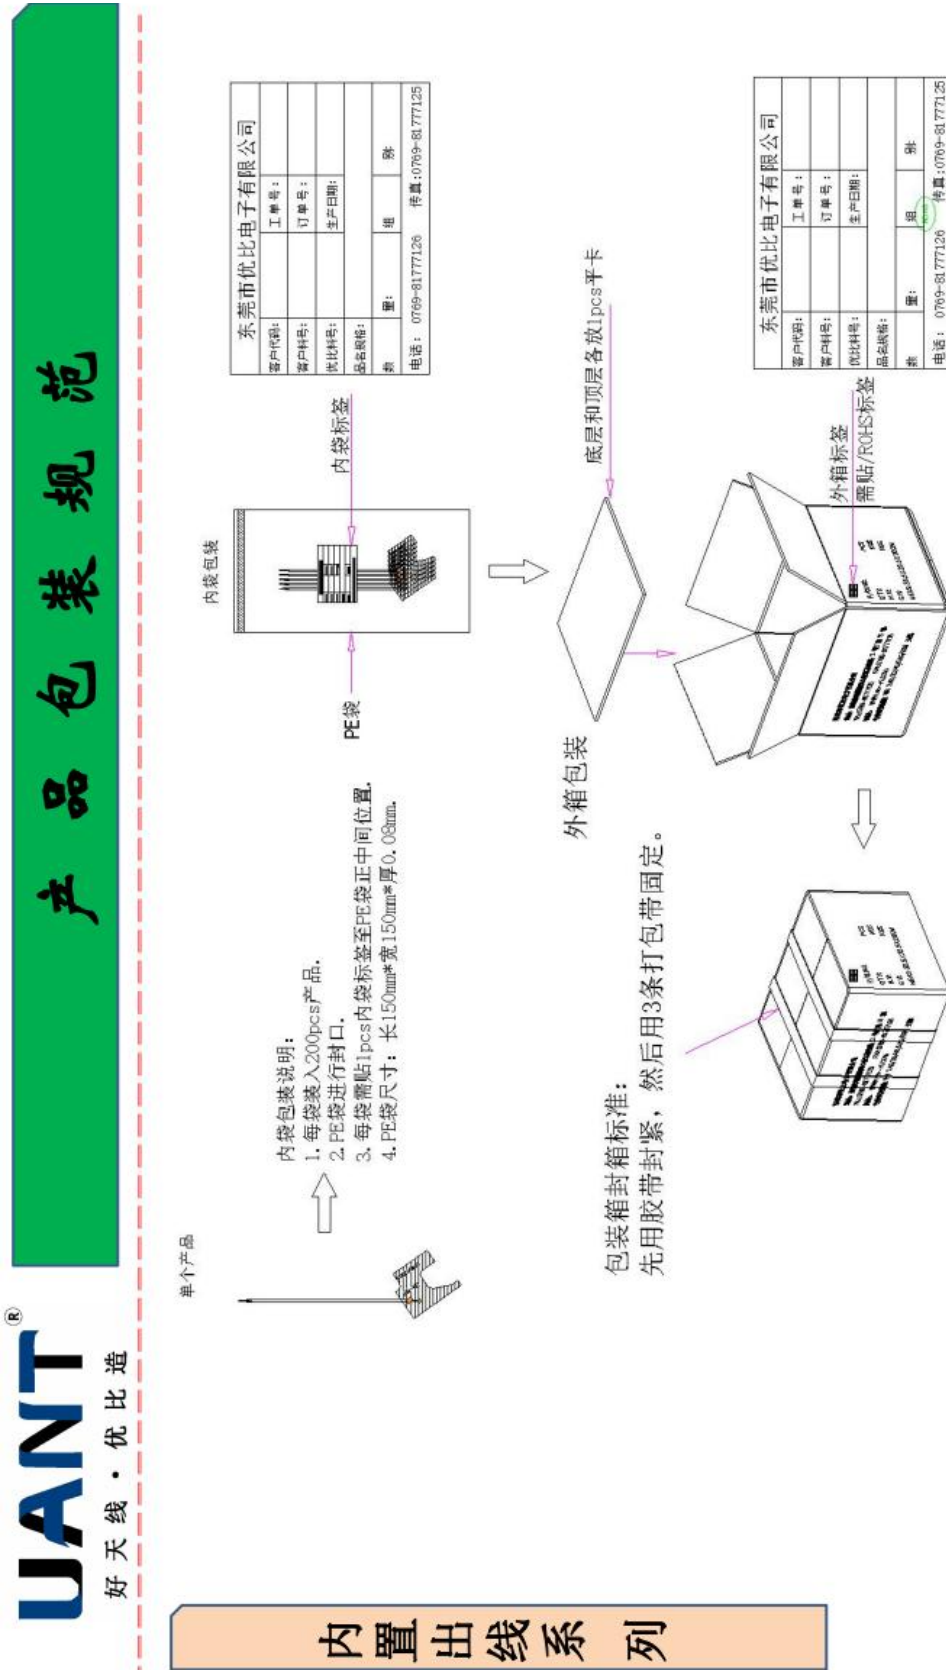 UANT®
好天线·优比造
产品包装规范
内置出线系列
单个产品
内袋包装说明：
1. 每袋装入200pcs产品.
2. PE袋进行封口.
3. 每袋需贴1pcs内袋标签至PE袋正中间位置.
4. PE袋尺寸：长150mm*宽150mm*厚0.08mm.
内袋包装
PE袋
内袋标签
东莞市优比电子有限公司
客户代码： 工单号：
客户料号： 订单号：
优比料号： 生产日期：
品名规格：
数 量： 组 别
电话： 0769-81777126 传真:0769-81777125
外箱包装
底层和顶层各放1pcs平卡
包装箱封箱标准：
先用胶带封紧，然后用3条打包带固定。
外箱标签
需贴/ROHS标签
东莞市优比电子有限公司
客户代码： 工单号：
客户料号： 订单号：
优比料号： 生产日期：
品名规格：
数 量： 组 别
电话： 0769-81777126 传真:0769-81777125